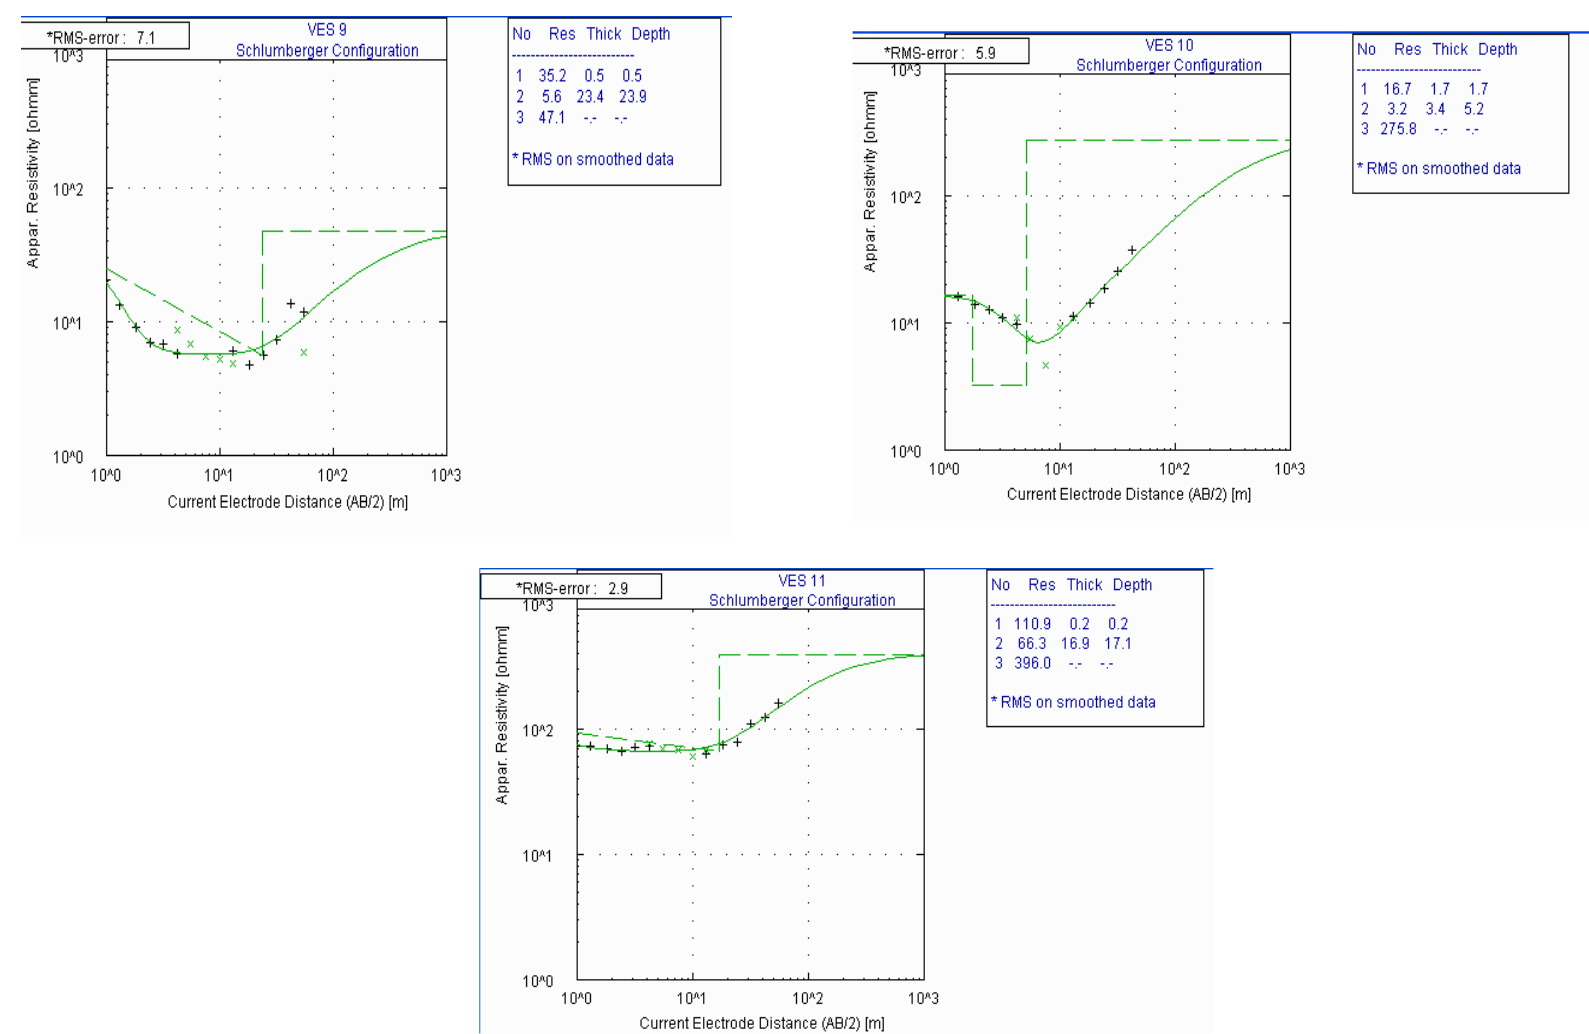 *RMS-error : 7.1
VES 9
Schlumberger Configuration
10^3
10^2
10^1
10^0
Appar. Resistivity [ohmm]
10^0 10^1 10^2 10^3
Current Electrode Distance (AB/2) [m]
No Res Thick Depth
--------------------------
1 35.2 0.5 0.5
2 5.6 23.4 23.9
3 47.1 -.- -.-
* RMS on smoothed data
*RMS-error : 5.9
VES 10
Schlumberger Configuration
10^3
10^2
10^1
10^0
Appar. Resistivity [ohmm]
10^0 10^1 10^2 10^3
Current Electrode Distance (AB/2) [m]
No Res Thick Depth
--------------------------
1 16.7 1.7 1.7
2 3.2 3.4 5.2
3 275.8 -.- -.-
* RMS on smoothed data
*RMS-error : 2.9
VES 11
Schlumberger Configuration
10^3
10^2
10^1
10^0
Appar. Resistivity [ohmm]
10^0 10^1 10^2 10^3
Current Electrode Distance (AB/2) [m]
No Res Thick Depth
--------------------------
1 110.9 0.2 0.2
2 66.3 16.9 17.1
3 396.0 -.- -.-
* RMS on smoothed data